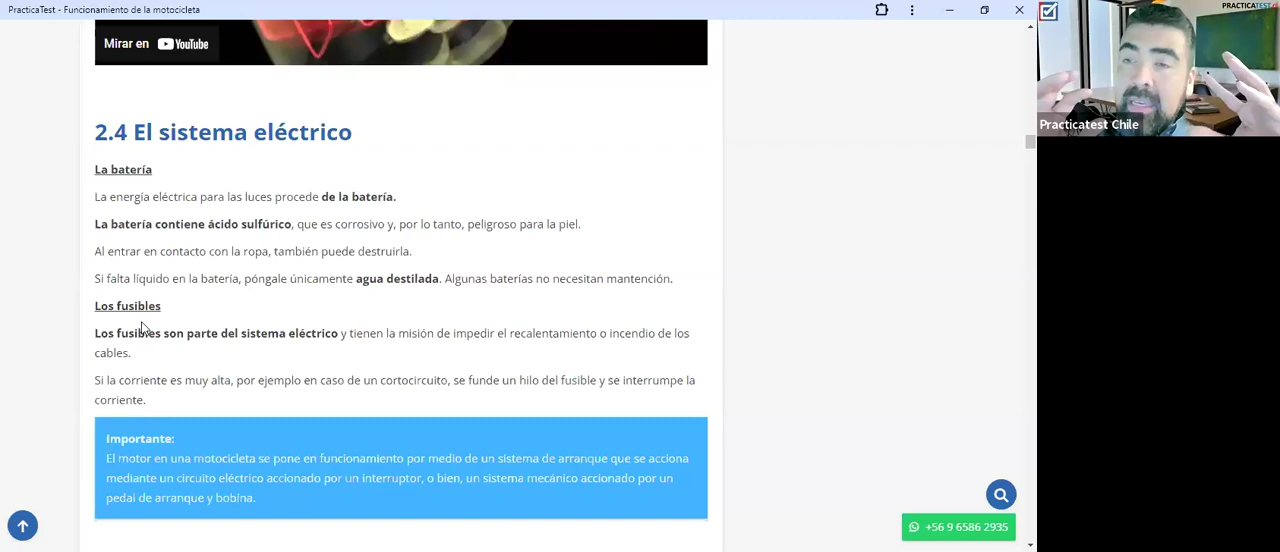 PracticaTest - Funcionamiento de la motocicleta
PRACTICATEST
Mirar en YouTube
Practicatest Chile
2.4 El sistema eléctrico
La batería
La energía eléctrica para las luces procede de la batería.
La batería contiene ácido sulfúrico, que es corrosivo y, por lo tanto, peligroso para la piel.
Al entrar en contacto con la ropa, también puede destruirla.
Si falta líquido en la batería, póngale únicamente agua destilada. Algunas baterías no necesitan mantención.
Los fusibles
Los fusibles son parte del sistema eléctrico y tienen la misión de impedir el recalentamiento o incendio de los
cables.
Si la corriente es muy alta, por ejemplo en caso de un cortocircuito, se funde un hilo del fusible y se interrumpe la
corriente.
Importante:
El motor en una motocicleta se pone en funcionamiento por medio de un sistema de arranque que se acciona
mediante un circuito eléctrico accionado por un interruptor, o bien, un sistema mecánico accionado por un
pedal de arranque y bobina.
+56 9 6586 2935